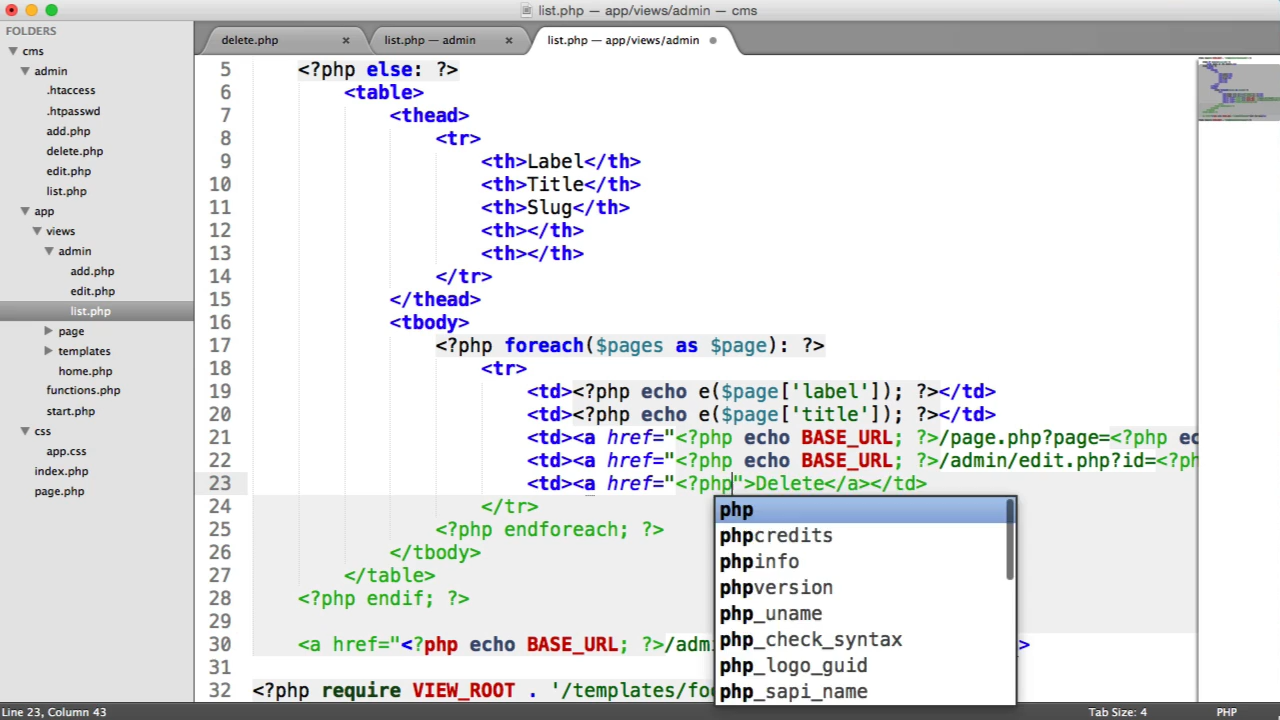 list.php — app/views/admin — cms
FOLDERS
cms
admin
.htaccess
.htpasswd
add.php
delete.php
edit.php
list.php
app
views
admin
add.php
edit.php
list.php
page
templates
home.php
functions.php
start.php
css
app.css
index.php
page.php
delete.php × list.php — admin × list.php — app/views/admin
5 <?php else: ?>
6 <table>
7 <thead>
8 <tr>
9 <th>Label</th>
10 <th>Title</th>
11 <th>Slug</th>
12 <th></th>
13 <th></th>
14 </tr>
15 </thead>
16 <tbody>
17 <?php foreach($pages as $page): ?>
18 <tr>
19 <td><?php echo e($page['label']); ?></td>
20 <td><?php echo e($page['title']); ?></td>
21 <td><a href="<?php echo BASE_URL; ?>/page.php?page=<?php ec
22 <td><a href="<?php echo BASE_URL; ?>/admin/edit.php?id=<?ph
23 <td><a href="<?php">Delete</a></td>
24 </tr>
25 <?php endforeach; ?>
26 </tbody>
27 </table>
28 <?php endif; ?>
29
30 <a href="<?php echo BASE_URL; ?>/adm >
31
32 <?php require VIEW_ROOT . '/templates/fo
php
phpcredits
phpinfo
phpversion
php_uname
php_check_syntax
php_logo_guid
php_sapi_name
Line 23, Column 43 Tab Size: 4 PHP